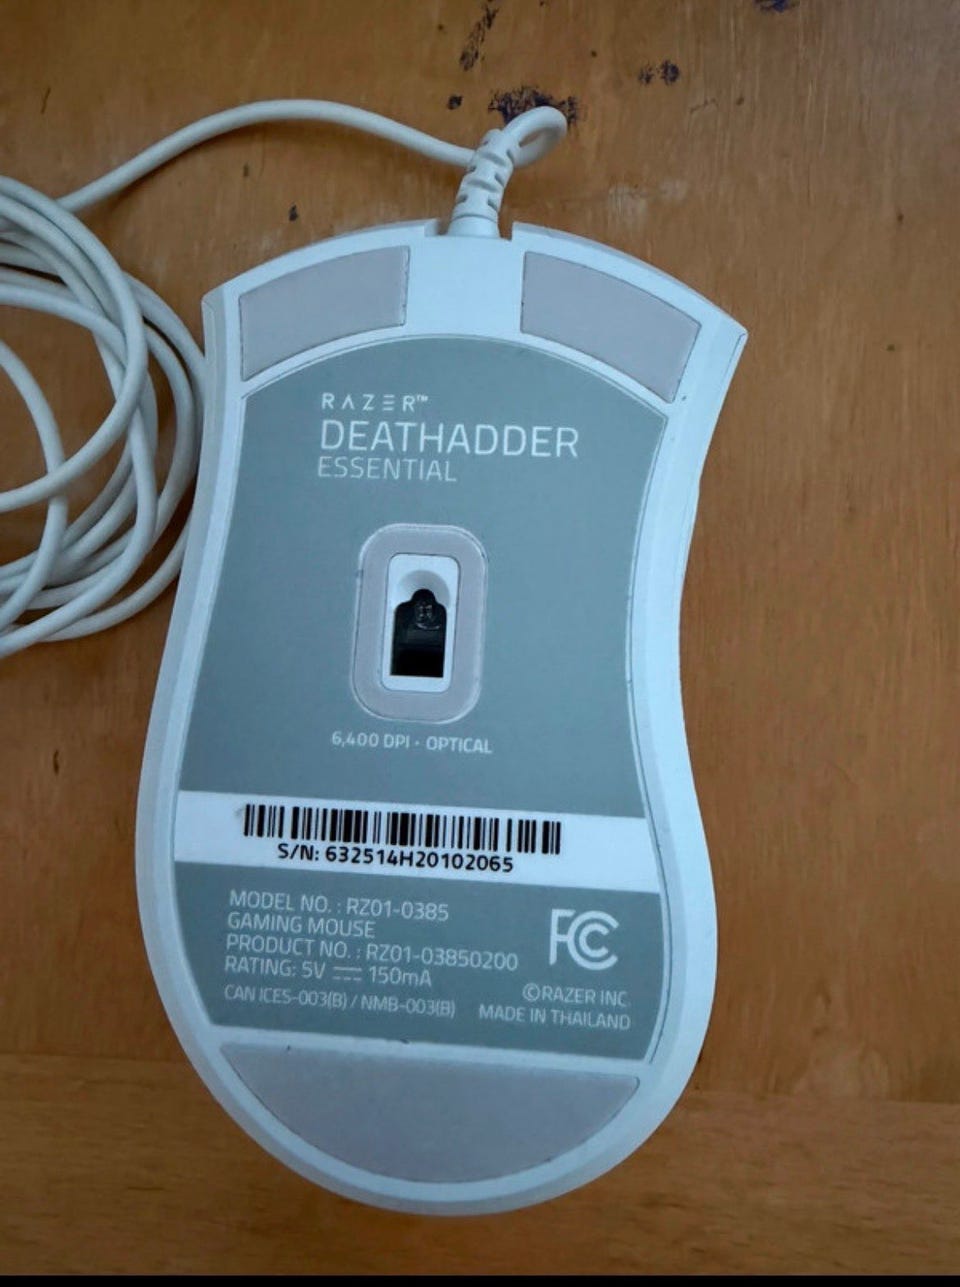 RAZER™
DEATHADDER
ESSENTIAL
6,400 DPI · OPTICAL
S/N: 632514H20102065
MODEL NO. : RZ01-0385
GAMING MOUSE
PRODUCT NO. : RZ01-03850200
RATING: 5V ⎓ 150mA
CAN ICES-003(B) / NMB-003(B)
FC
©RAZER INC.
MADE IN THAILAND